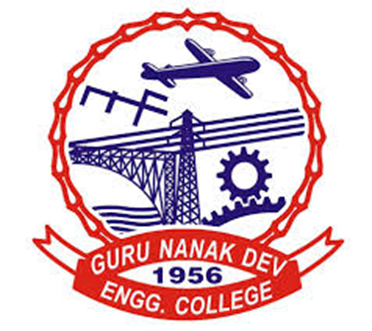 GURU NANAK DEV
1956
ENGG. COLLEGE